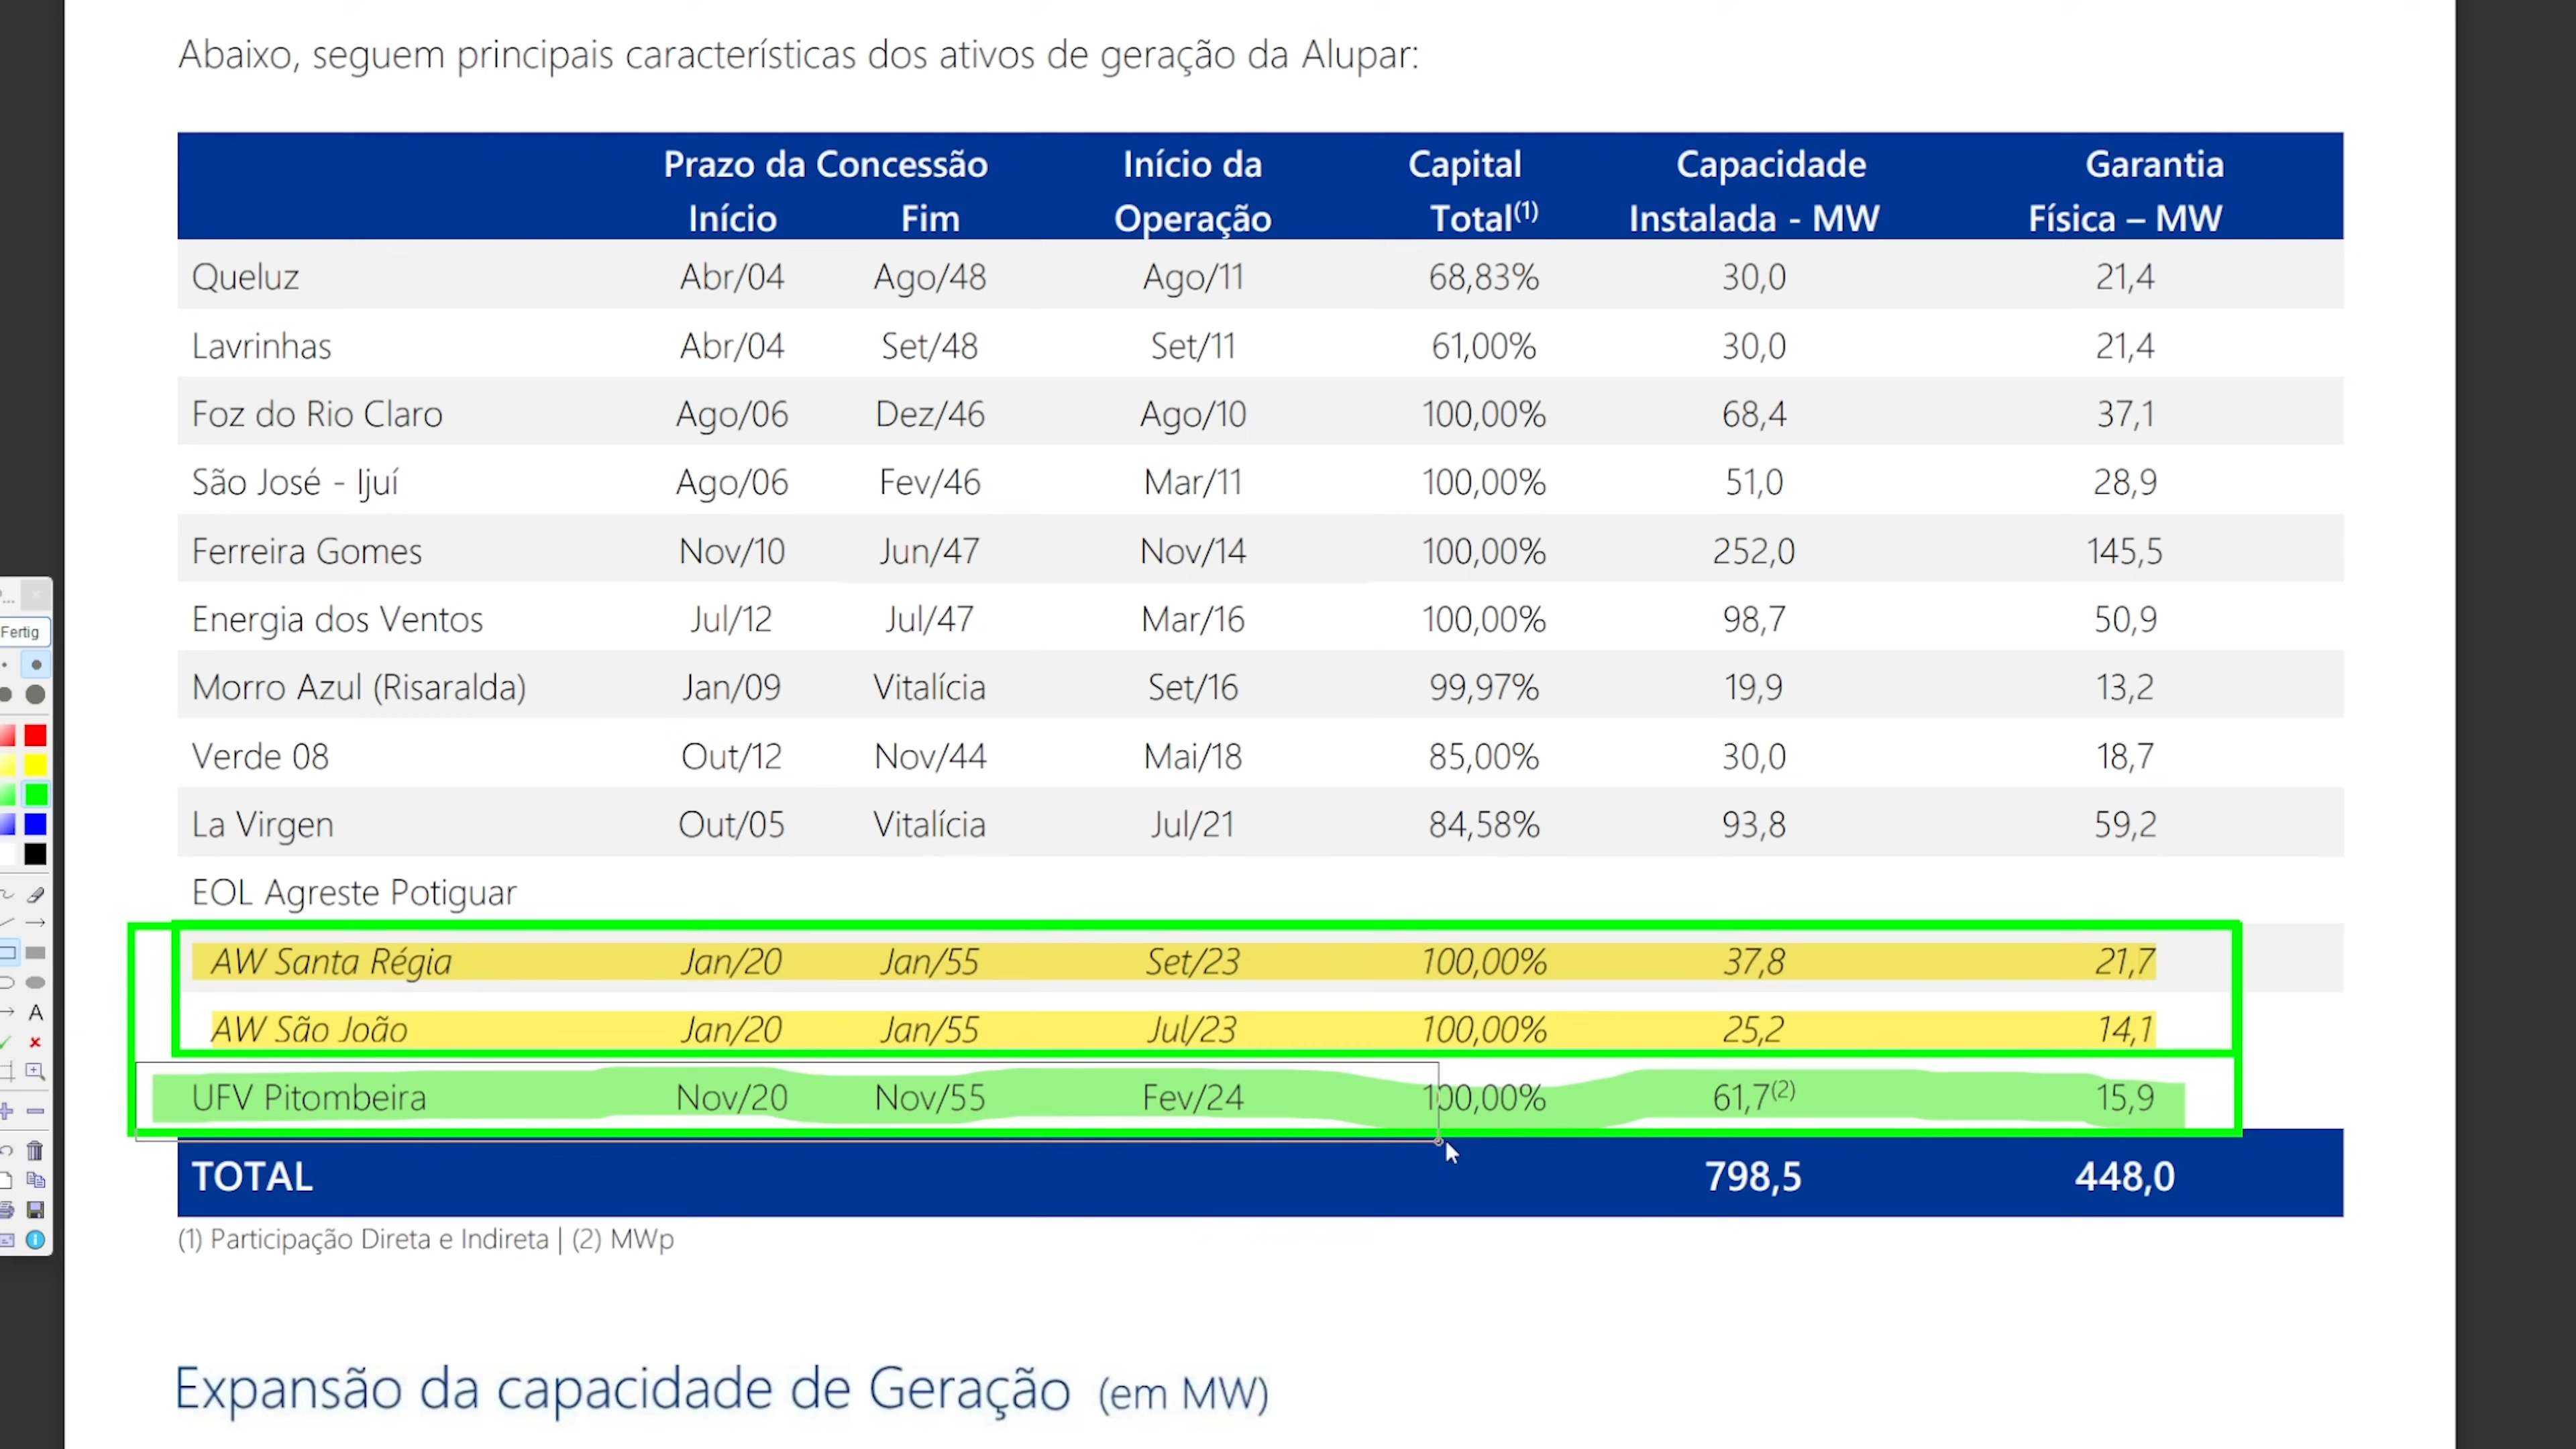 Abaixo, seguem principais características dos ativos de geração da Alupar:
Prazo da Concessão Início da Capital Capacidade Garantia
Início Fim Operação Total(1) Instalada - MW Física – MW
Queluz Abr/04 Ago/48 Ago/11 68,83% 30,0 21,4
Lavrinhas Abr/04 Set/48 Set/11 61,00% 30,0 21,4
Foz do Rio Claro Ago/06 Dez/46 Ago/10 100,00% 68,4 37,1
São José - Ijuí Ago/06 Fev/46 Mar/11 100,00% 51,0 28,9
Ferreira Gomes Nov/10 Jun/47 Nov/14 100,00% 252,0 145,5
Energia dos Ventos Jul/12 Jul/47 Mar/16 100,00% 98,7 50,9
Morro Azul (Risaralda) Jan/09 Vitalícia Set/16 99,97% 19,9 13,2
Verde 08 Out/12 Nov/44 Mai/18 85,00% 30,0 18,7
La Virgen Out/05 Vitalícia Jul/21 84,58% 93,8 59,2
EOL Agreste Potiguar
AW Santa Régia Jan/20 Jan/55 Set/23 100,00% 37,8 21,7
AW São João Jan/20 Jan/55 Jul/23 100,00% 25,2 14,1
UFV Pitombeira Nov/20 Nov/55 Fev/24 100,00% 61,7(2) 15,9
TOTAL 798,5 448,0
(1) Participação Direta e Indireta | (2) MWp
Expansão da capacidade de Geração (em MW)
Fertig
A